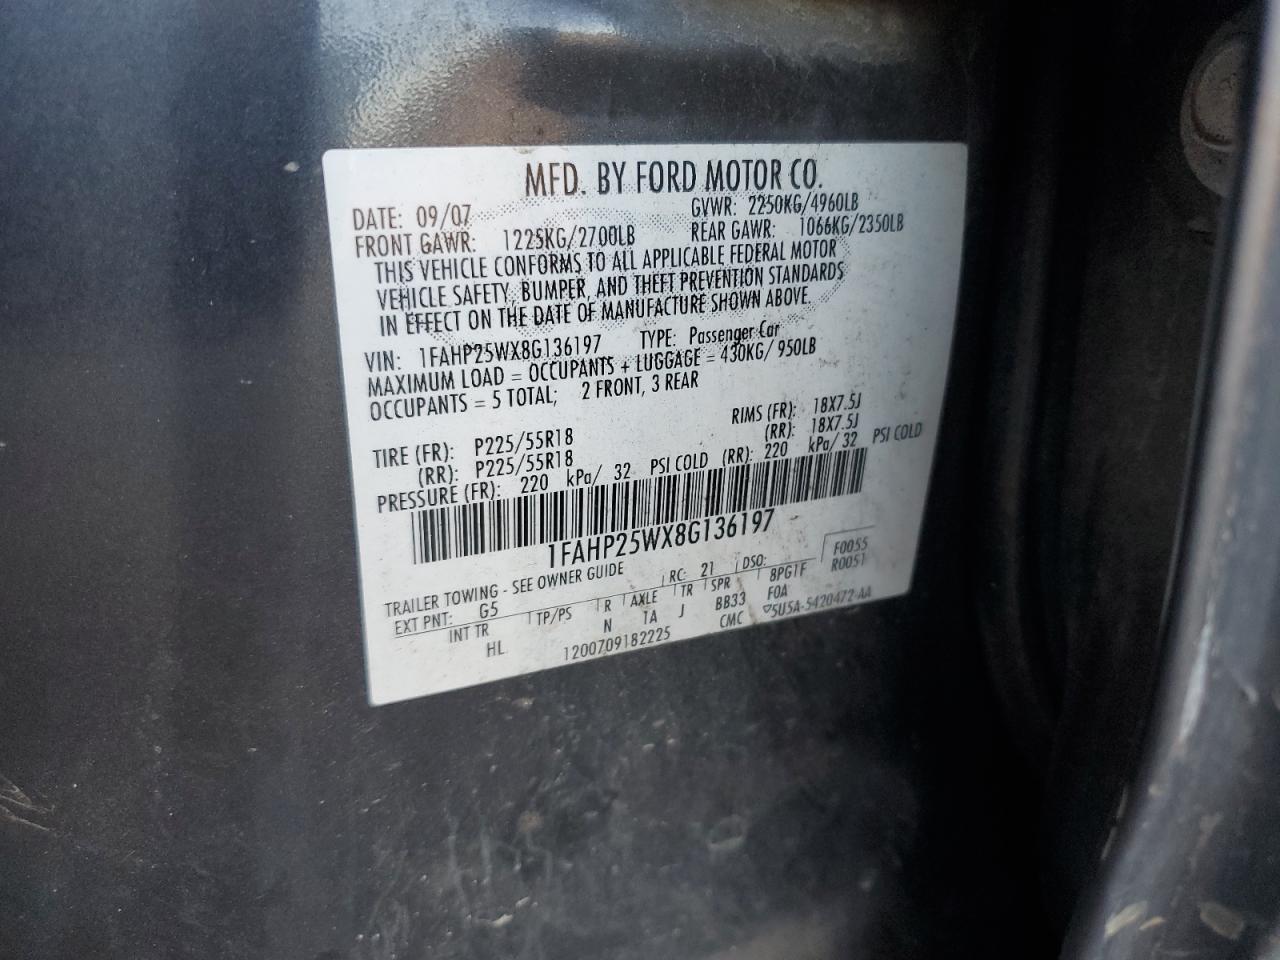 MFD. BY FORD MOTOR CO.
DATE: 09/07 GVWR: 2250KG/4960LB
FRONT GAWR: 1225KG/2700LB REAR GAWR: 1066KG/2350LB
THIS VEHICLE CONFORMS TO ALL APPLICABLE FEDERAL MOTOR
VEHICLE SAFETY, BUMPER, AND THEFT PREVENTION STANDARDS
IN EFFECT ON THE DATE OF MANUFACTURE SHOWN ABOVE.
VIN: 1FAHP25WX8G136197 TYPE: Passenger Car
MAXIMUM LOAD = OCCUPANTS + LUGGAGE = 430KG/ 950LB
OCCUPANTS = 5 TOTAL; 2 FRONT, 3 REAR
TIRE (FR): P225/55R18 RIMS (FR): 18X7.5J
(RR): P225/55R18 (RR): 18X7.5J
PRESSURE (FR): 220 kPa/ 32 PSI COLD (RR): 220 kPa/ 32 PSI COLD
1FAHP25WX8G136197
TRAILER TOWING - SEE OWNER GUIDE F0055
EXT PNT: G5 RC: 21 DSO: R0051
INT TR TP/PS R AXLE TR SPR 8PG1F
HL N TA J BB33 FOA
1200709182225 CMC ▽5U5A-5420472-AA